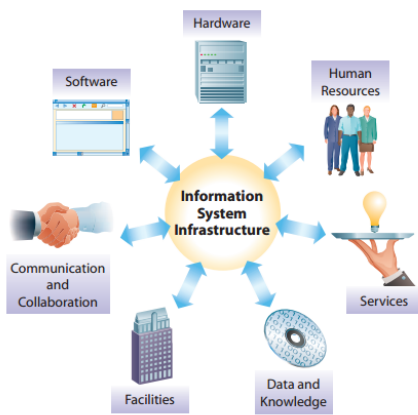 Hardware
Software
Human
Resources
Information
System
Infrastructure
Communication
and
Collaboration
Services
Facilities
Data and
Knowledge